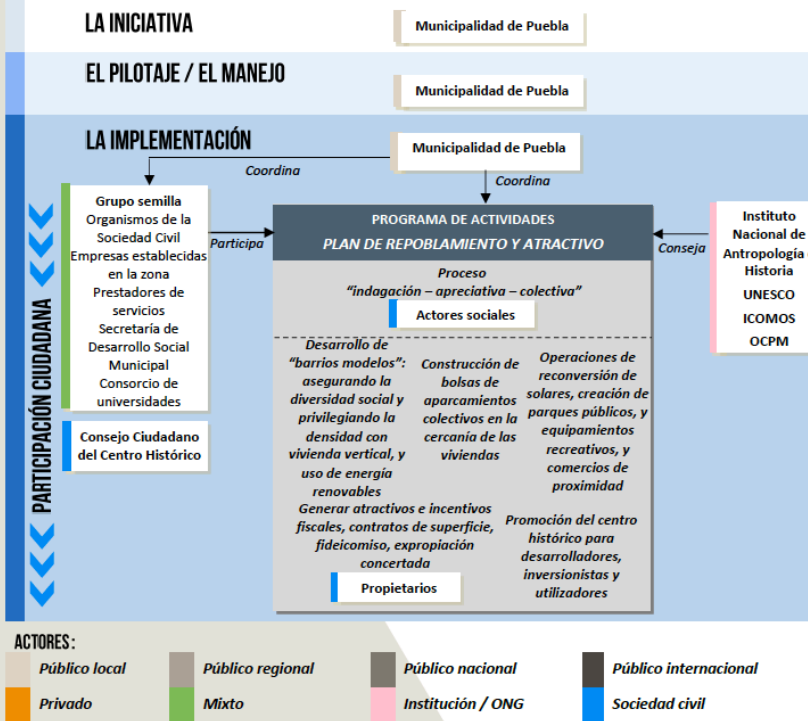 LA INICIATIVA
Municipalidad de Puebla
EL PILOTAJE / EL MANEJO
Municipalidad de Puebla
LA IMPLEMENTACIÓN
Municipalidad de Puebla
Coordina
Coordina
PARTICIPACIÓN CIUDADANA
Grupo semilla
Organismos de la
Sociedad Civil
Empresas establecidas
en la zona
Prestadores de
servicios
Secretaría de
Desarrollo Social
Municipal
Consorcio de
universidades
Participa
Consejo Ciudadano
del Centro Histórico
PROGRAMA DE ACTIVIDADES
PLAN DE REPOBLAMIENTO Y ATRACTIVO
Proceso
“indagación – apreciativa – colectiva”
Actores sociales
Desarrollo de
“barrios modelos”:
asegurando la
diversidad social y
privilegiando la
densidad con
vivienda vertical, y
uso de energía
renovables
Construcción de
bolsas de
aparcamientos
colectivos en la
cercanía de las
viviendas
Operaciones de
reconversión de
solares, creación de
parques públicos, y
equipamientos
recreativos, y
comercios de
proximidad
Generar atractivos e incentivos
fiscales, contratos de superficie,
fideicomiso, expropiación
concertada
Propietarios
Promoción del centro
histórico para
desarrolladores,
inversionistas y
utilizadores
Conseja
Instituto
Nacional de
Antropología
Historia
UNESCO
ICOMOS
OCPM
ACTORES:
Público local
Público regional
Público nacional
Público internacional
Privado
Mixto
Institución / ONG
Sociedad civil